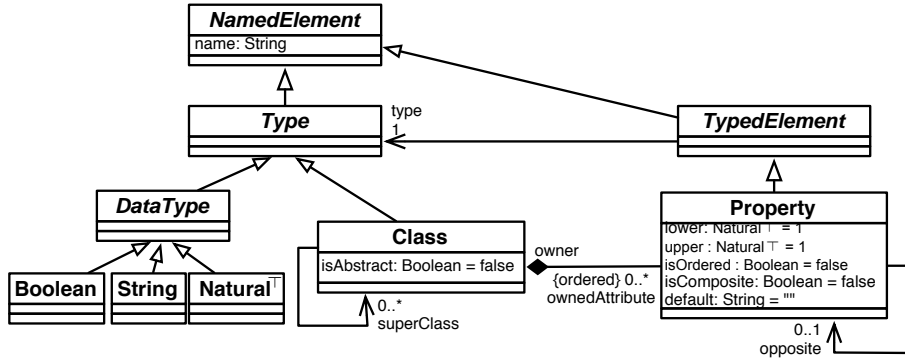 NamedElement
name: String
Type
type
1
TypedElement
DataType
Boolean
String
Natural⊤
Class
isAbstract: Boolean = false
0..*
superClass
owner
{ordered} 0..*
ownedAttribute
Property
lower: Natural⊤ = 1
upper : Natural⊤ = 1
isOrdered : Boolean = false
isComposite: Boolean = false
default: String = ""
0..1
opposite